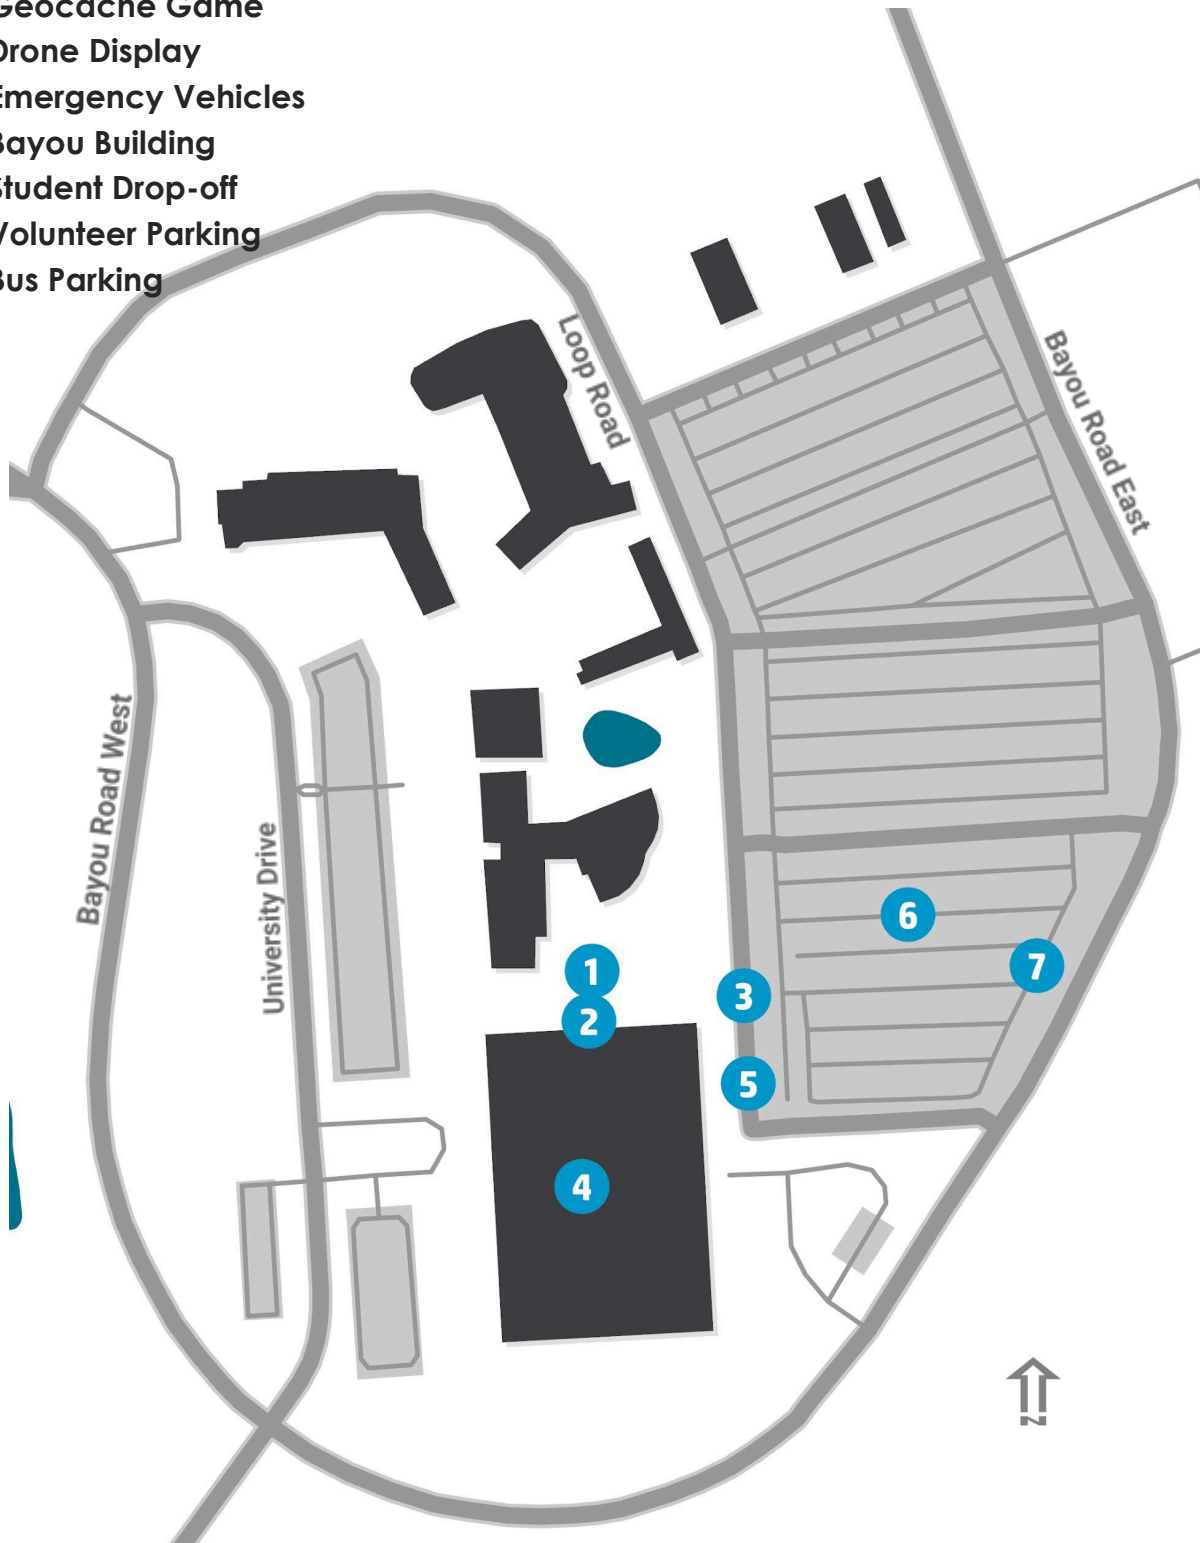 Geocache Game
Drone Display
Emergency Vehicles
Bayou Building
Student Drop-off
Volunteer Parking
Bus Parking
Loop Road
Bayou Road East
Bayou Road West
University Drive
1
2
3
4
5
6
7
N